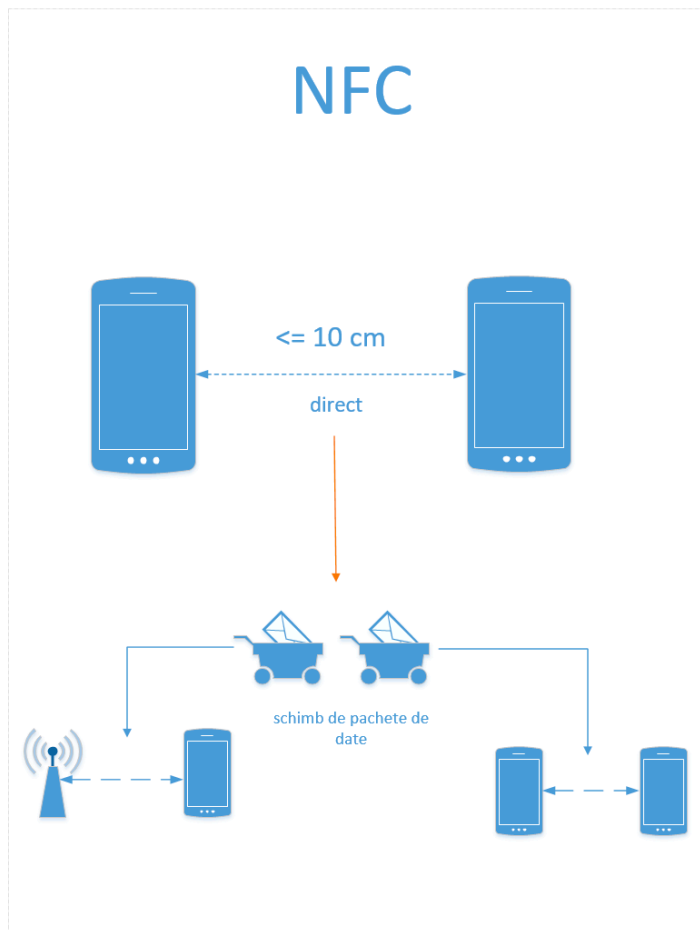 NFC
<= 10 cm
direct
schimb de pachete de
date